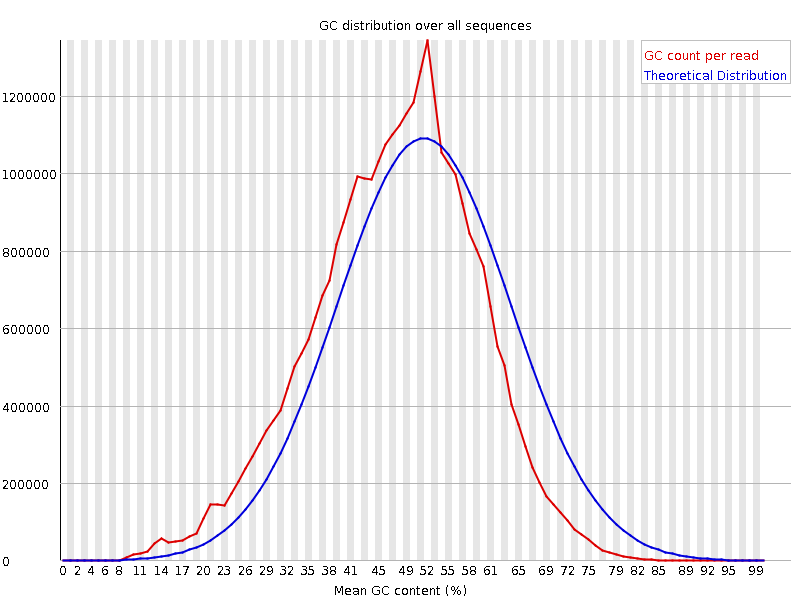 GC distribution over all sequences
GC count per read
Theoretical Distribution
1200000
1000000
800000
600000
400000
200000
0
0 2 4 6 8 11 14 17 20 23 26 29 32 35 38 41 45 49 52 55 58 61 65 69 72 75 79 82 85 89 92 95 99
Mean GC content (%)